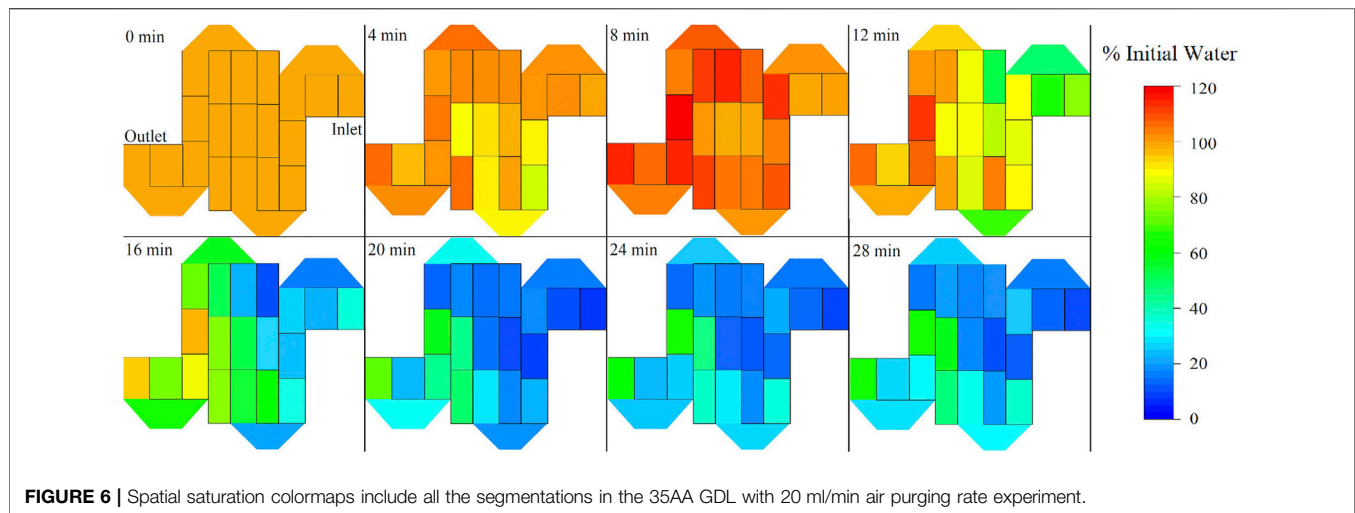 0 min
4 min
8 min
12 min
% Initial Water
120
100
80
60
40
20
0
Outlet
Inlet
16 min
20 min
24 min
28 min
FIGURE 6 | Spatial saturation colormaps include all the segmentations in the 35AA GDL with 20 ml/min air purging rate experiment.